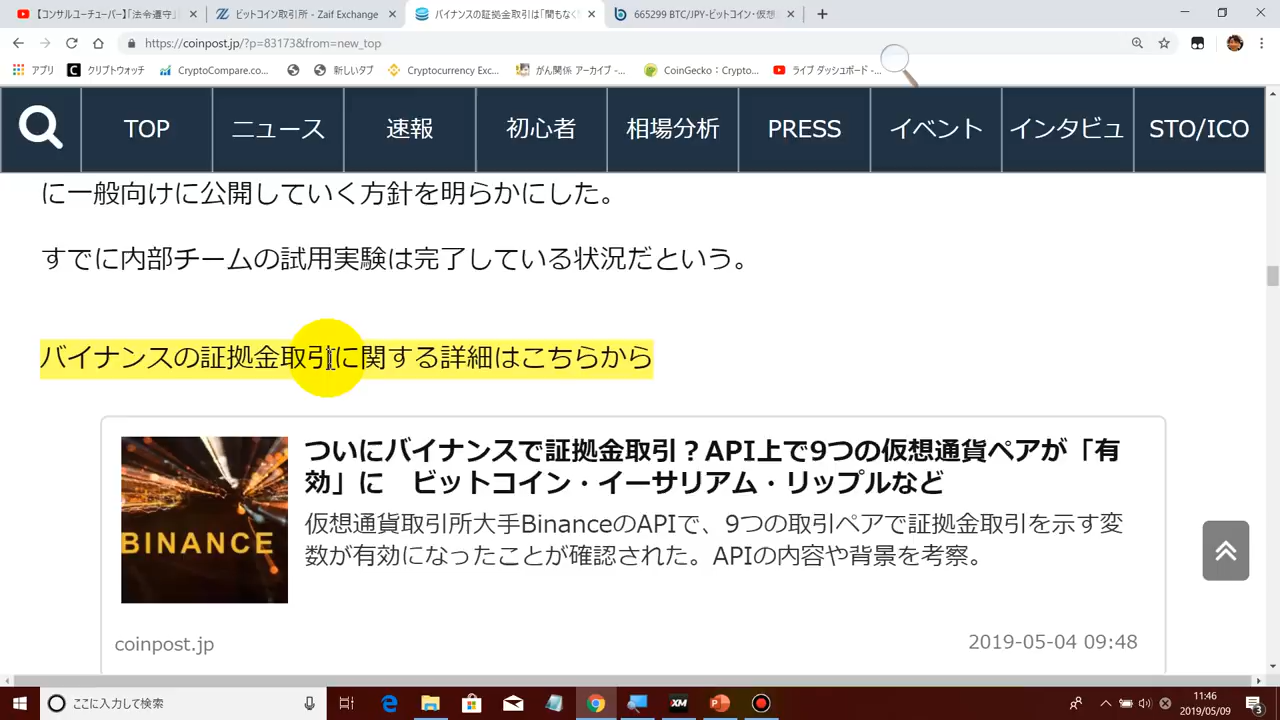 【コンサルユーチューバー】「法令遵守」
ビットコイン取引所 - Zaif Exchange
バイナンスの証拠金取引は「間もなく
665299 BTC/JPY-ビットコイン・仮想
https://coinpost.jp/?p=83173&from=new_top
アプリ
クリプトウォッチ
CryptoCompare.co...
新しいタブ
Cryptocurrency Exc...
がん関係 アーカイブ -...
CoinGecko：Crypto...
ライブ ダッシュボード -...
TOP
ニュース
速報
初心者
相場分析
PRESS
イベント
インタビュ
STO/ICO
に一般向けに公開していく方針を明らかにした。
すでに内部チームの試用実験は完了している状況だという。
バイナンスの証拠金取引に関する詳細はこちらから
BINANCE
ついにバイナンスで証拠金取引？API上で9つの仮想通貨ペアが「有
効」に　ビットコイン・イーサリアム・リップルなど
仮想通貨取引所大手BinanceのAPIで、9つの取引ペアで証拠金取引を示す変
数が有効になったことが確認された。APIの内容や背景を考察。
coinpost.jp
2019-05-04 09:48
ここに入力して検索
XM
11:46
2019/05/09
3